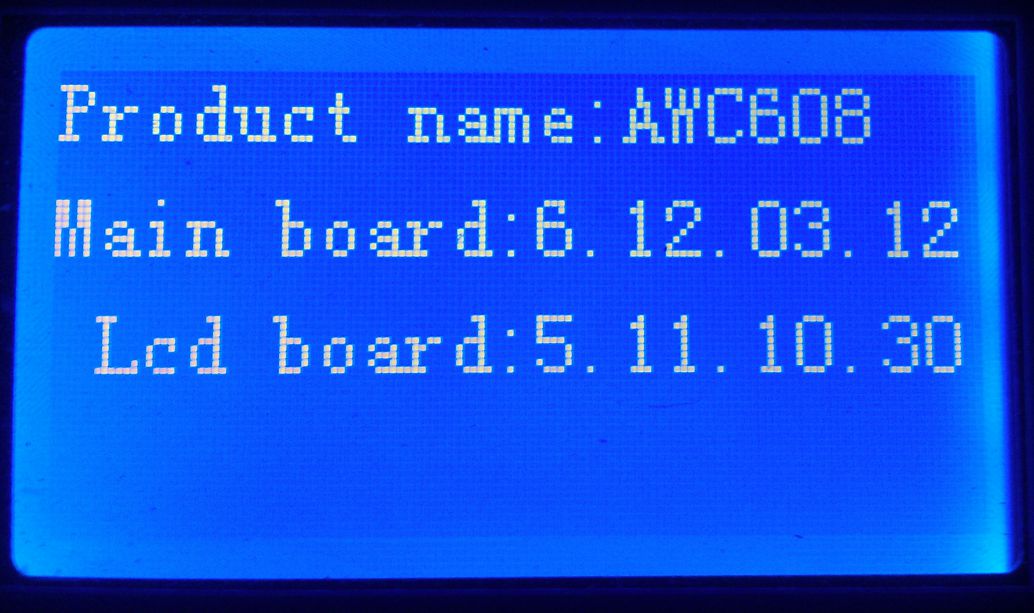 Product name:AWC608
Main board:6.12.03.12
Lcd board:5.11.10.30